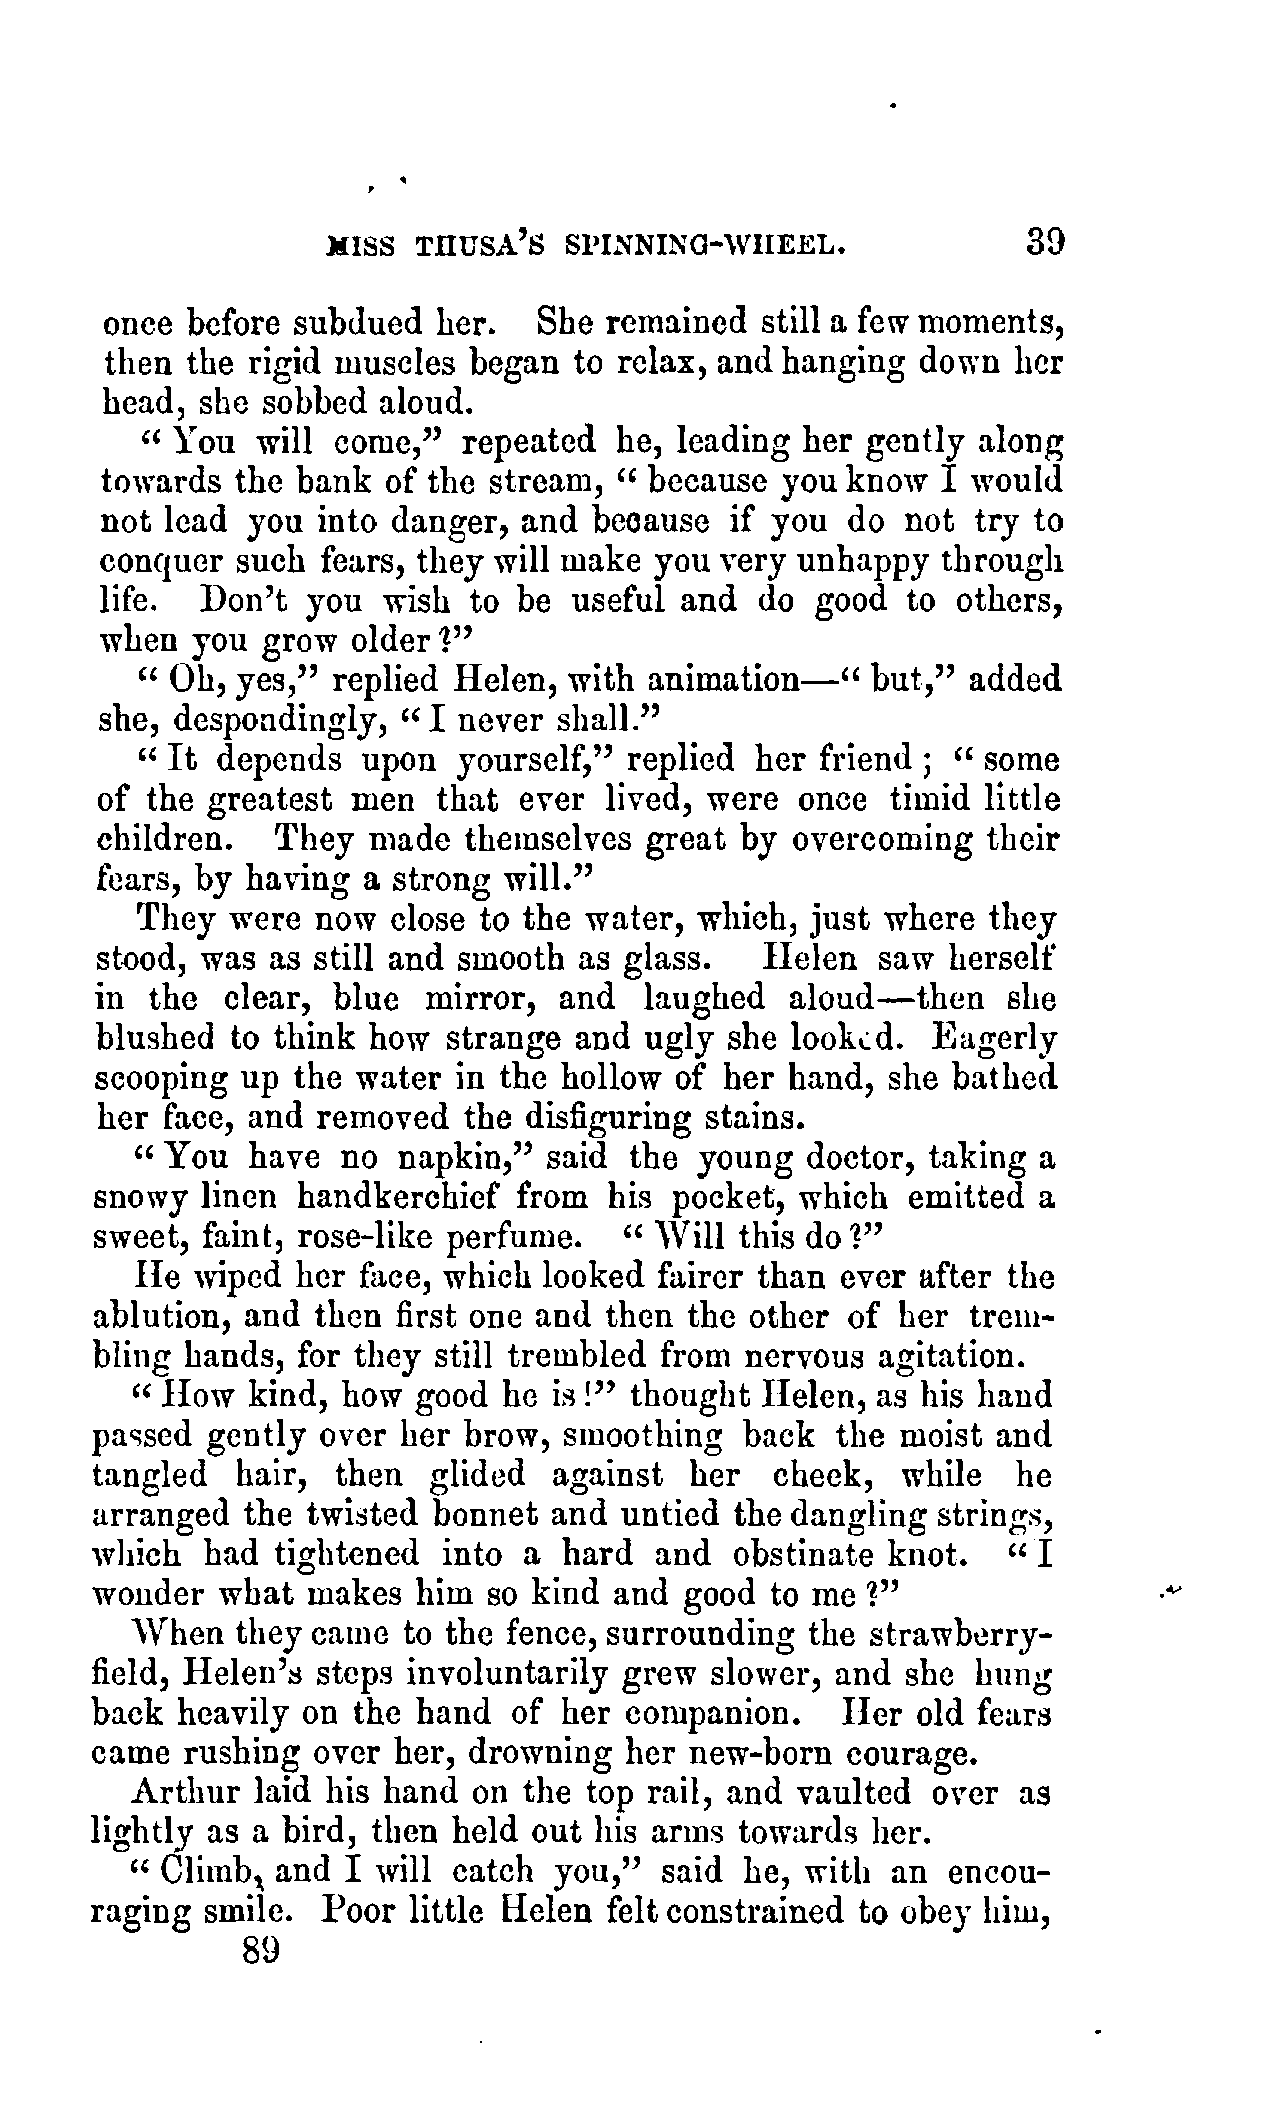 MISS THUSA'S SPINNING-WHEEL. 39
once before subdued her. She remained still a few moments,
then the rigid muscles began to relax, and hanging down her
head, she sobbed aloud.
"You will come," repeated he, leading her gently along
towards the bank of the stream, "because you know I would
not lead you into danger, and because if you do not try to
conquer such fears, they will make you very unhappy through
life. Don't you wish to be useful and do good to others,
when you grow older?"
"Oh, yes," replied Helen, with animation—"but," added
she, despondingly, "I never shall."
"It depends upon yourself," replied her friend; "some
of the greatest men that ever lived, were once timid little
children. They made themselves great by overcoming their
fears, by having a strong will."
They were now close to the water, which, just where they
stood, was as still and smooth as glass. Helen saw herself
in the clear, blue mirror, and laughed aloud—then she
blushed to think how strange and ugly she looked. Eagerly
scooping up the water in the hollow of her hand, she bathed
her face, and removed the disfiguring stains.
"You have no napkin," said the young doctor, taking a
snowy linen handkerchief from his pocket, which emitted a
sweet, faint, rose-like perfume. "Will this do?"
He wiped her face, which looked fairer than ever after the
ablution, and then first one and then the other of her trem-
bling hands, for they still trembled from nervous agitation.
"How kind, how good he is!" thought Helen, as his hand
passed gently over her brow, smoothing back the moist and
tangled hair, then glided against her cheek, while he
arranged the twisted bonnet and untied the dangling strings,
which had tightened into a hard and obstinate knot. "I
wonder what makes him so kind and good to me?"
When they came to the fence, surrounding the strawberry-
field, Helen's steps involuntarily grew slower, and she hung
back heavily on the hand of her companion. Her old fears
came rushing over her, drowning her new-born courage.
Arthur laid his hand on the top rail, and vaulted over as
lightly as a bird, then held out his arms towards her.
"Climb, and I will catch you," said he, with an encou-
raging smile. Poor little Helen felt constrained to obey him,
89